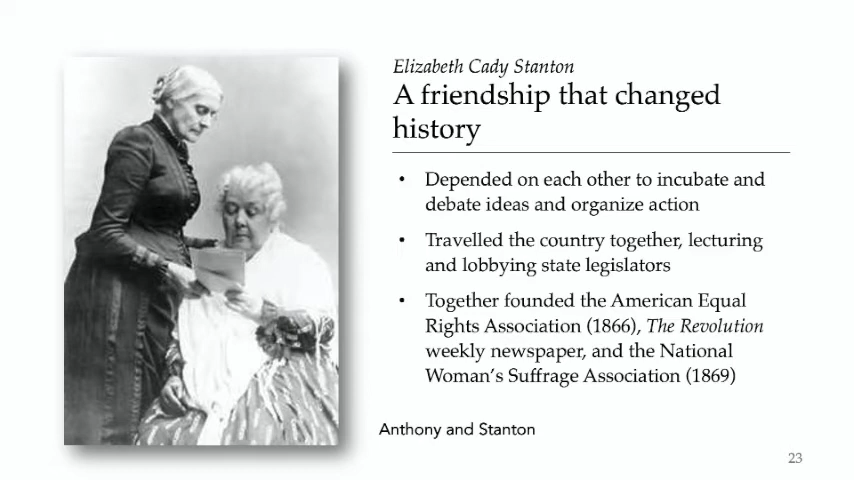 Elizabeth Cady Stanton
A friendship that changed
history
• Depended on each other to incubate and
debate ideas and organize action
• Travelled the country together, lecturing
and lobbying state legislators
• Together founded the American Equal
Rights Association (1866), The Revolution
weekly newspaper, and the National
Woman's Suffrage Association (1869)
Anthony and Stanton
23